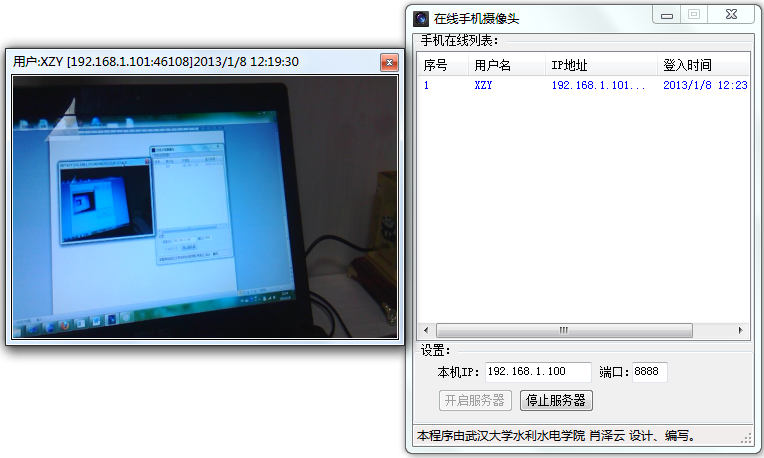 用户:XZY [192.168.1.101:46108]2013/1/8 12:19:30
在线手机摄像头
手机在线列表:
序号 用户名 IP地址 登入时间
1 XZY 192.168.1.101... 2013/1/8 12:23
设置:
本机IP: 192.168.1.100 端口: 8888
开启服务器 停止服务器
本程序由武汉大学水利水电学院 肖泽云 设计、编写。